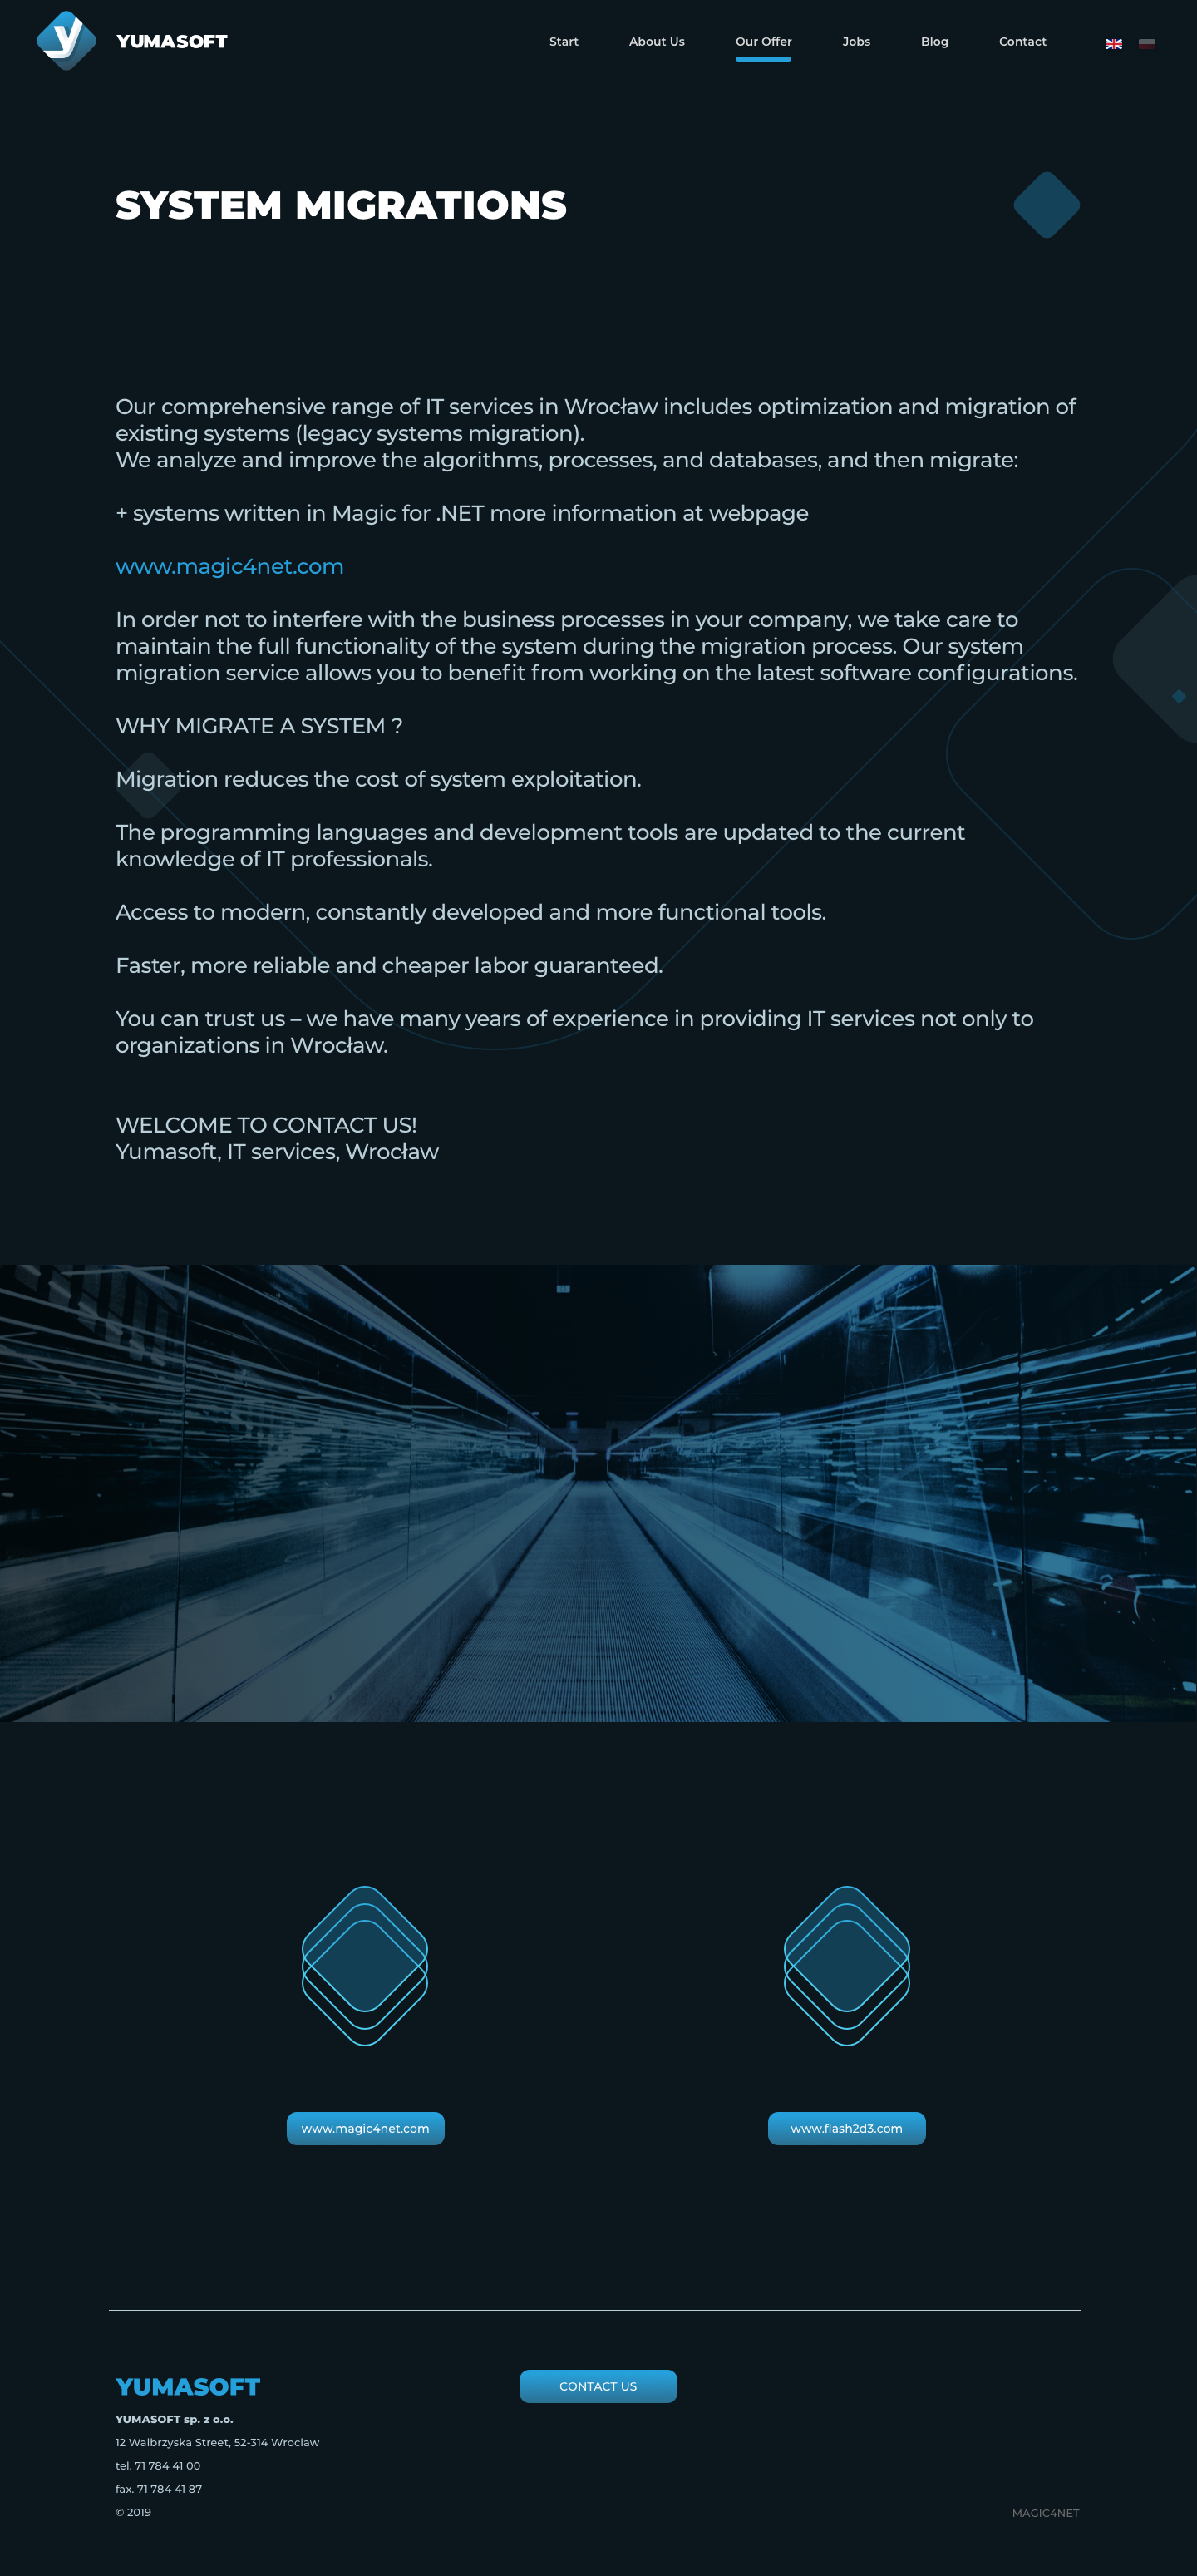 YUMASOFT
Start
About Us
Our Offer
Jobs
Blog
Contact
SYSTEM MIGRATIONS
Our comprehensive range of IT services in Wrocław includes optimization and migration of
existing systems (legacy systems migration).
We analyze and improve the algorithms, processes, and databases, and then migrate:
+ systems written in Magic for .NET more information at webpage
www.magic4net.com
In order not to interfere with the business processes in your company, we take care to
maintain the full functionality of the system during the migration process. Our system
migration service allows you to benefit from working on the latest software configurations.
WHY MIGRATE A SYSTEM ?
Migration reduces the cost of system exploitation.
The programming languages and development tools are updated to the current
knowledge of IT professionals.
Access to modern, constantly developed and more functional tools.
Faster, more reliable and cheaper labor guaranteed.
You can trust us – we have many years of experience in providing IT services not only to
organizations in Wrocław.
WELCOME TO CONTACT US!
Yumasoft, IT services, Wrocław
www.magic4net.com
www.flash2d3.com
YUMASOFT
CONTACT US
YUMASOFT sp. z o.o.
12 Walbrzyska Street, 52-314 Wroclaw
tel. 71 784 41 00
fax. 71 784 41 87
© 2019
MAGIC4NET